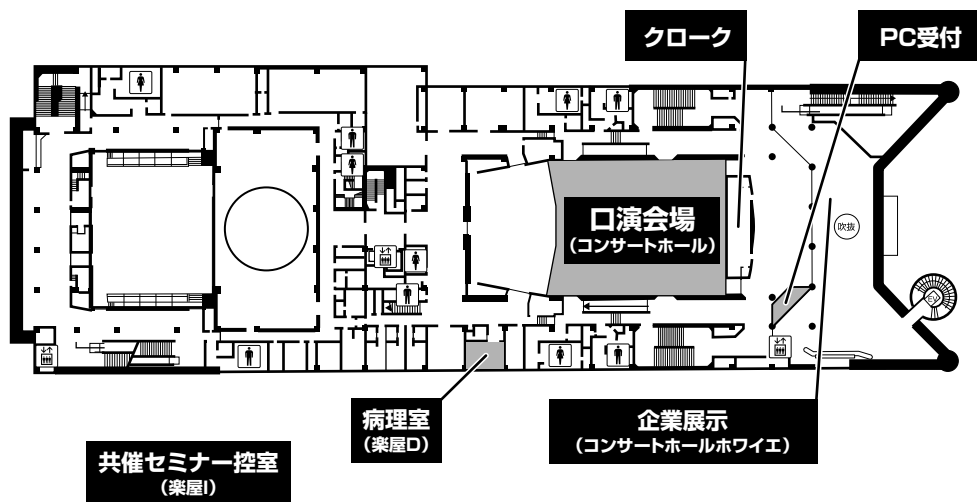 クローク
PC受付
口演会場
(コンサートホール)
吹抜
病理室
(楽屋D)
企業展示
(コンサートホールホワイエ)
共催セミナー控室
(楽屋I)